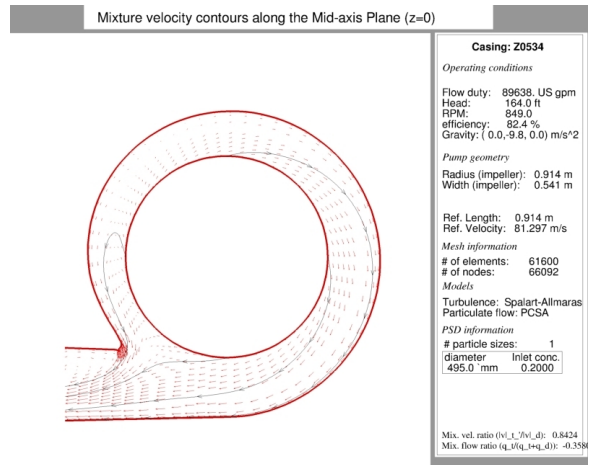 Mixture velocity contours along the Mid-axis Plane (z=0)
Casing: Z0534
Operating conditions
Flow duty: 89638. US gpm
Head: 164.0 ft
RPM: 849.0
efficiency: 82.4 %
Gravity: ( 0.0,-9.8, 0.0) m/s^2
Pump geometry
Radius (impeller): 0.914 m
Width (impeller): 0.541 m
Ref. Length: 0.914 m
Ref. Velocity: 81.297 m/s
Mesh information
# of elements: 61600
# of nodes: 66092
Models
Turbulence: Spalart-Allmaras
Particulate flow: PCSA
PSD information
# particle sizes: 1
diameter Inlet conc.
495.0 `mm 0.2000
Mix. vel. ratio (|v|_t_'/|v|_d): 0.8424
Mix. flow ratio (q_t/(q_t+q_d)): -0.358